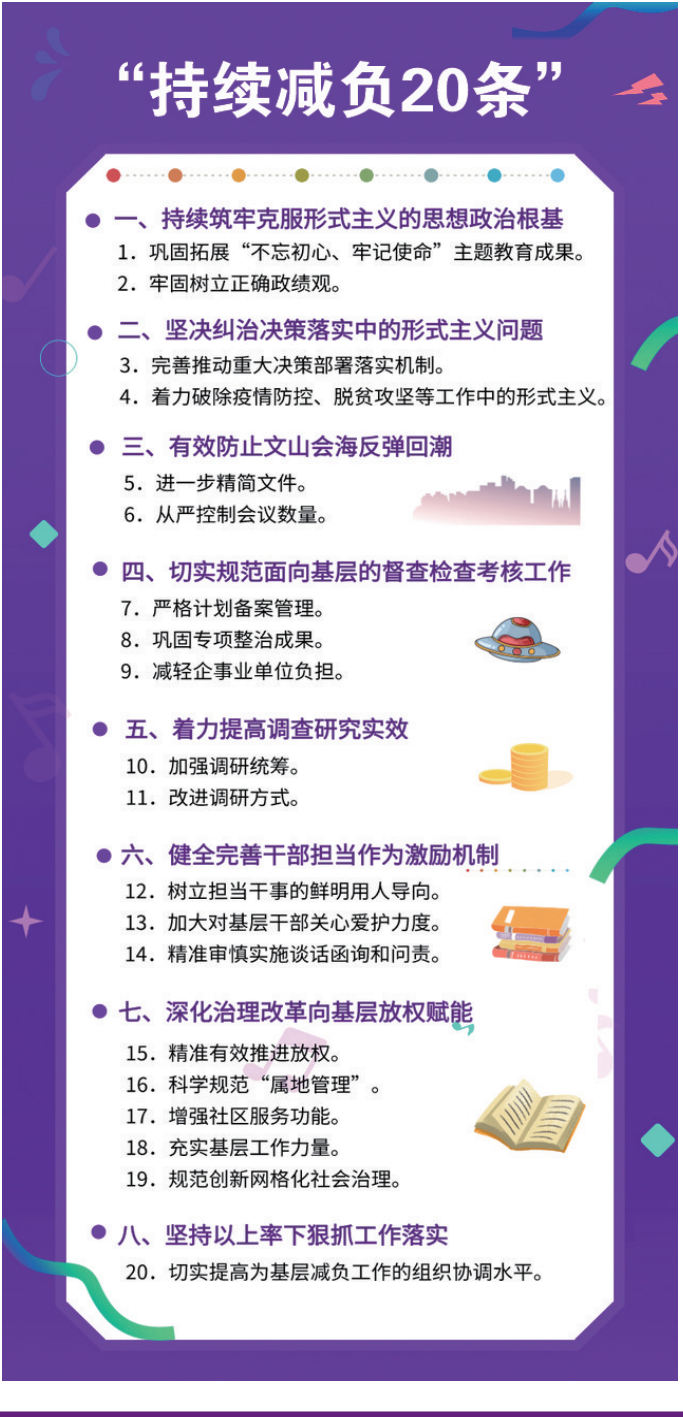 “持续减负20条”
一、持续筑牢克服形式主义的思想政治根基
1. 巩固拓展“不忘初心、牢记使命”主题教育成果。
2. 牢固树立正确政绩观。
二、坚决纠治决策落实中的形式主义问题
3. 完善推动重大决策部署落实机制。
4. 着力破除疫情防控、脱贫攻坚等工作中的形式主义。
三、有效防止文山会海反弹回潮
5. 进一步精简文件。
6. 从严控制会议数量。
四、切实规范面向基层的督查检查考核工作
7. 严格计划备案管理。
8. 巩固专项整治成果。
9. 减轻企事业单位负担。
五、着力提高调查研究实效
10. 加强调研统筹。
11. 改进调研方式。
六、健全完善干部担当作为激励机制
12. 树立担当干事的鲜明用人导向。
13. 加大对基层干部关心爱护力度。
14. 精准审慎实施谈话函询和问责。
七、深化治理改革向基层放权赋能
15. 精准有效推进放权。
16. 科学规范“属地管理”。
17. 增强社区服务功能。
18. 充实基层工作力量。
19. 规范创新网格化社会治理。
八、坚持以上率下狠抓工作落实
20. 切实提高为基层减负工作的组织协调水平。